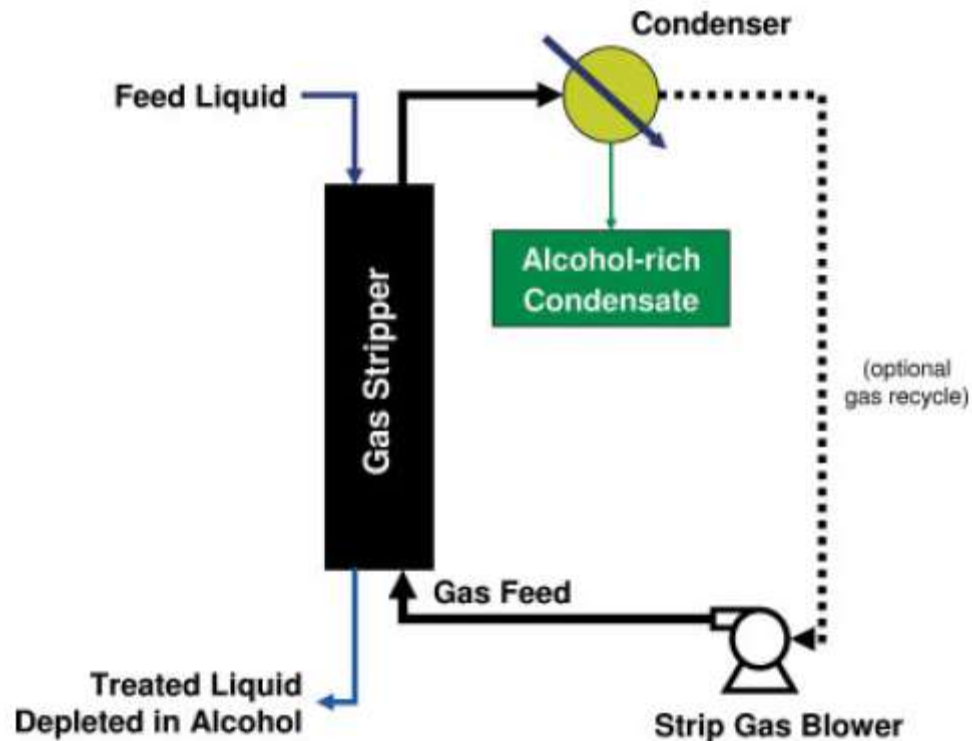 Condenser
Feed Liquid
Alcohol-rich
Condensate
Gas Stripper
(optional
gas recycle)
Gas Feed
Treated Liquid
Depleted in Alcohol
Strip Gas Blower